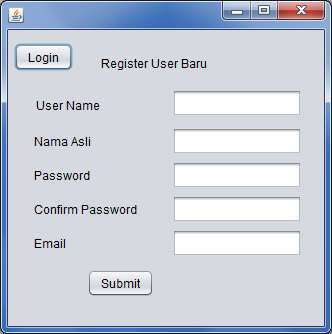 Login
Register User Baru
User Name
Nama Asli
Password
Confirm Password
Email
Submit